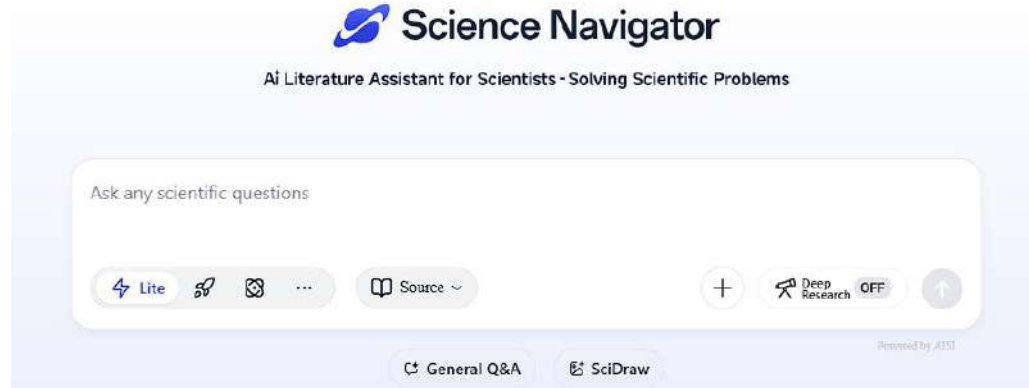 Science Navigator
Ai Literature Assistant for Scientists - Solving Scientific Problems
Ask any scientific questions
Lite ... Source Deep Research OFF
Powered by AISI
General Q&A SciDraw